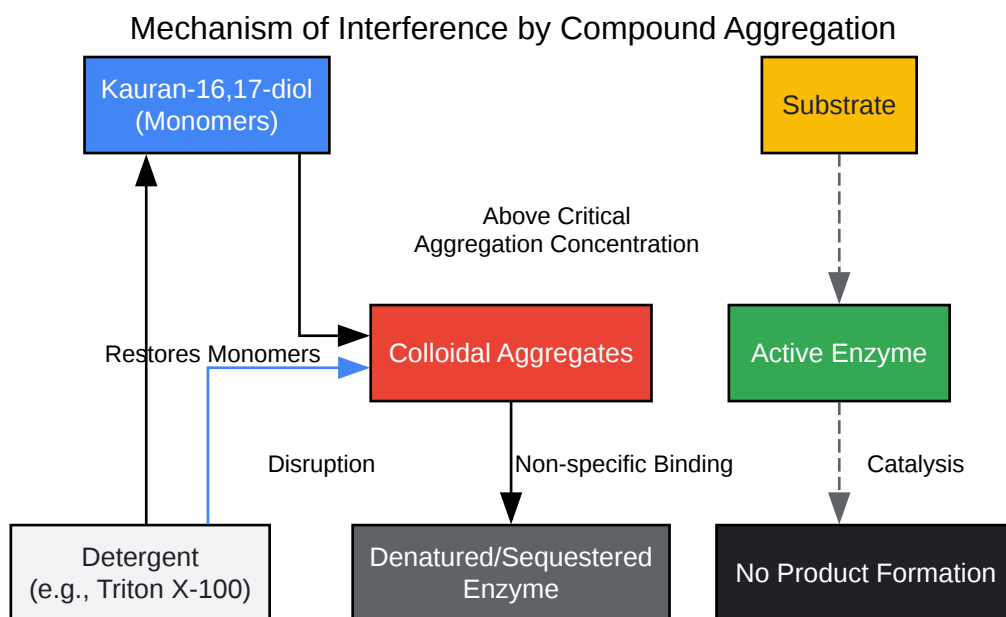 Mechanism of Interference by Compound Aggregation
Kauran-16,17-diol
(Monomers)
Substrate
Above Critical
Aggregation Concentration
Restores Monomers
Colloidal Aggregates
Active Enzyme
Disruption
Non-specific Binding
Catalysis
Detergent
(e.g., Triton X-100)
Denatured/Sequestered
Enzyme
No Product Formation